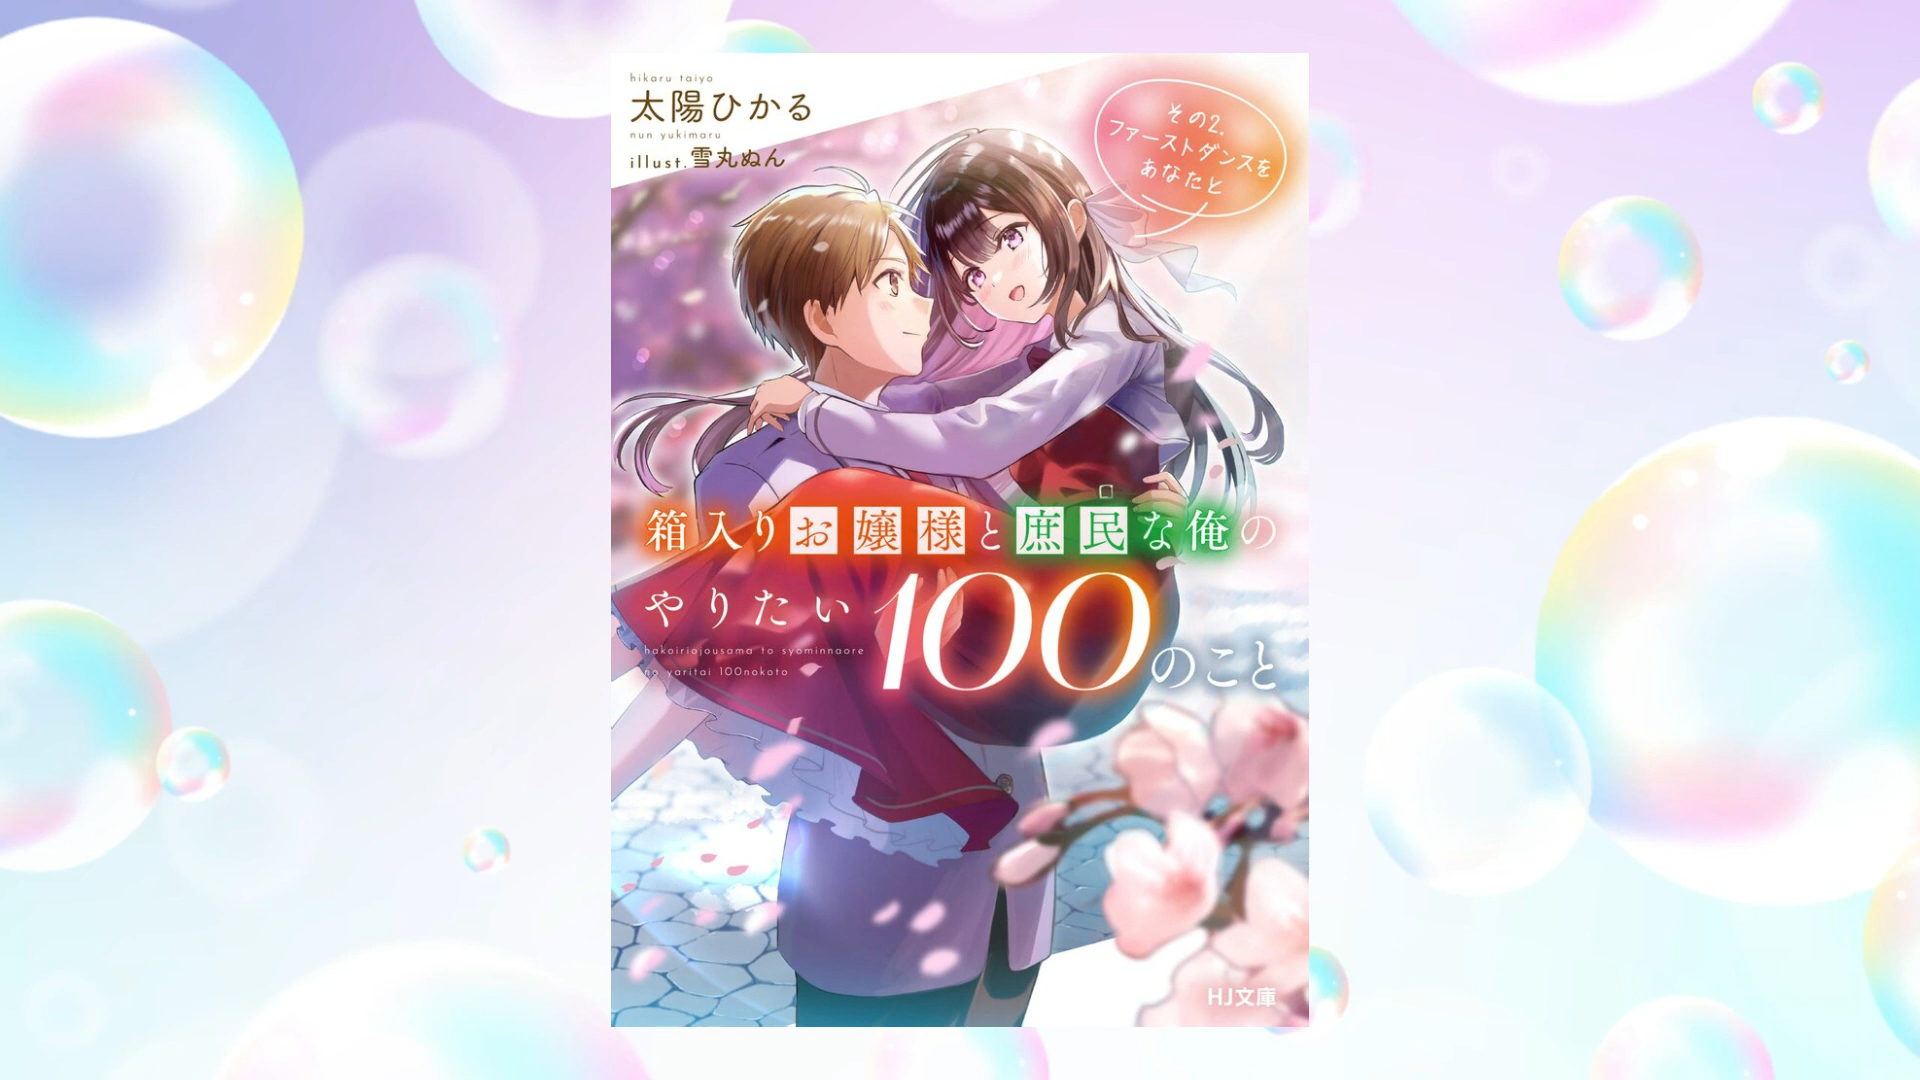 hikaru taiyo
太陽ひかる
nun yukimaru
illust.雪丸ぬん
その2.
ファーストダンスを
あなたと
箱入りお嬢様と庶民な俺の
やりたい100のこと
hakoiriojousama to syominnaore
no yaritai 100nokoto
HJ文庫